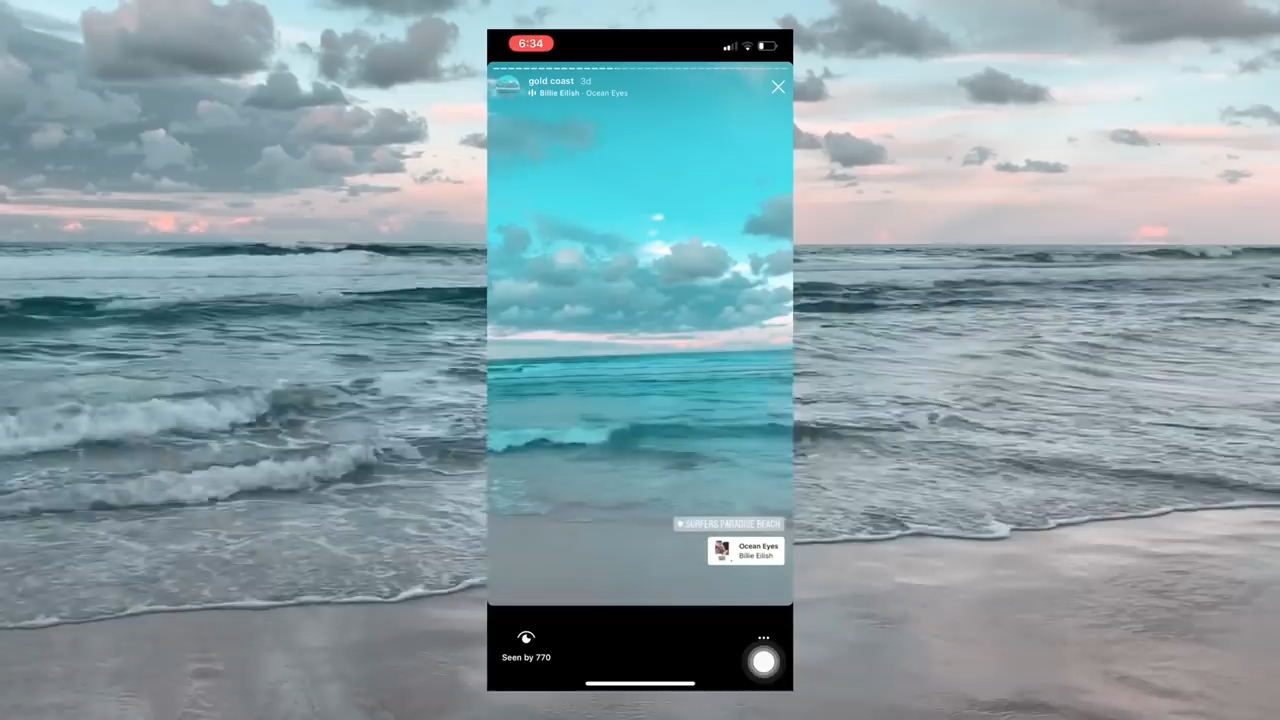 6:34
gold coast 3d
Billie Eilish · Ocean Eyes
SURFERS PARADISE BEACH
Ocean Eyes
Billie Eilish
Seen by 770